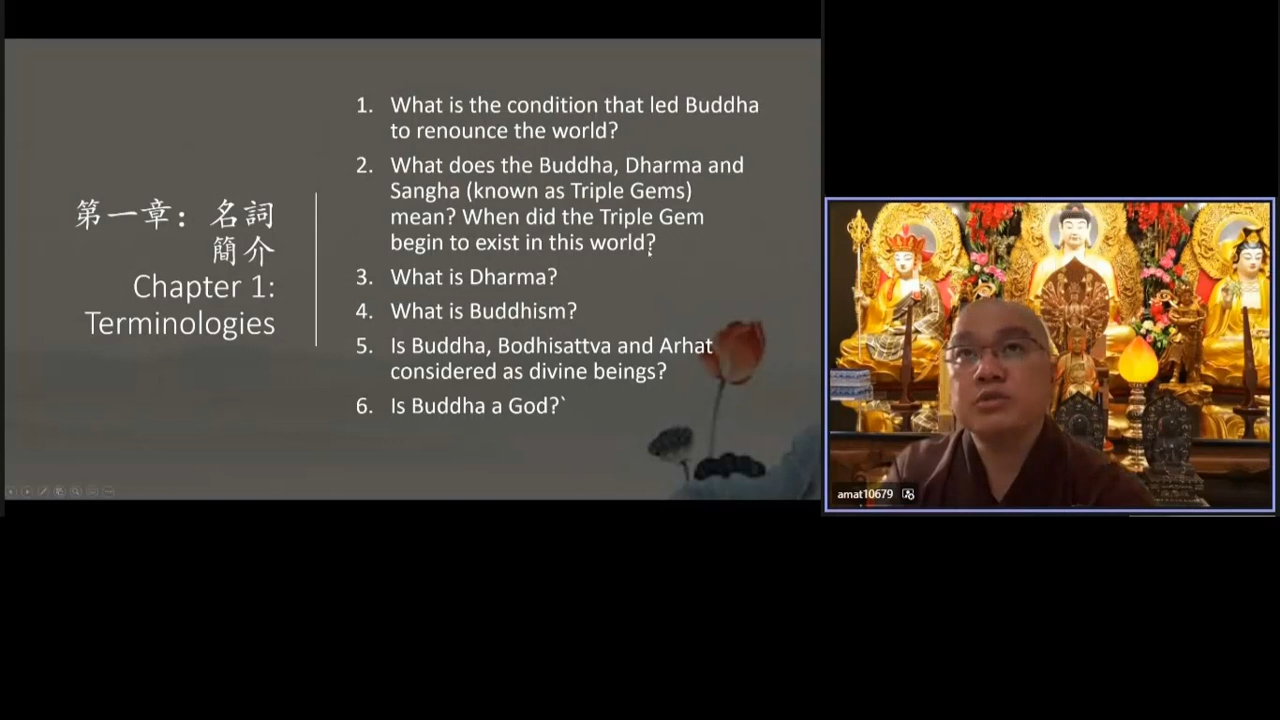 第一章：名詞
簡介
Chapter 1:
Terminologies
1. What is the condition that led Buddha
to renounce the world?
2. What does the Buddha, Dharma and
Sangha (known as Triple Gems)
mean? When did the Triple Gem
begin to exist in this world?
3. What is Dharma?
4. What is Buddhism?
5. Is Buddha, Bodhisattva and Arhat
considered as divine beings?
6. Is Buddha a God?`
amat10679